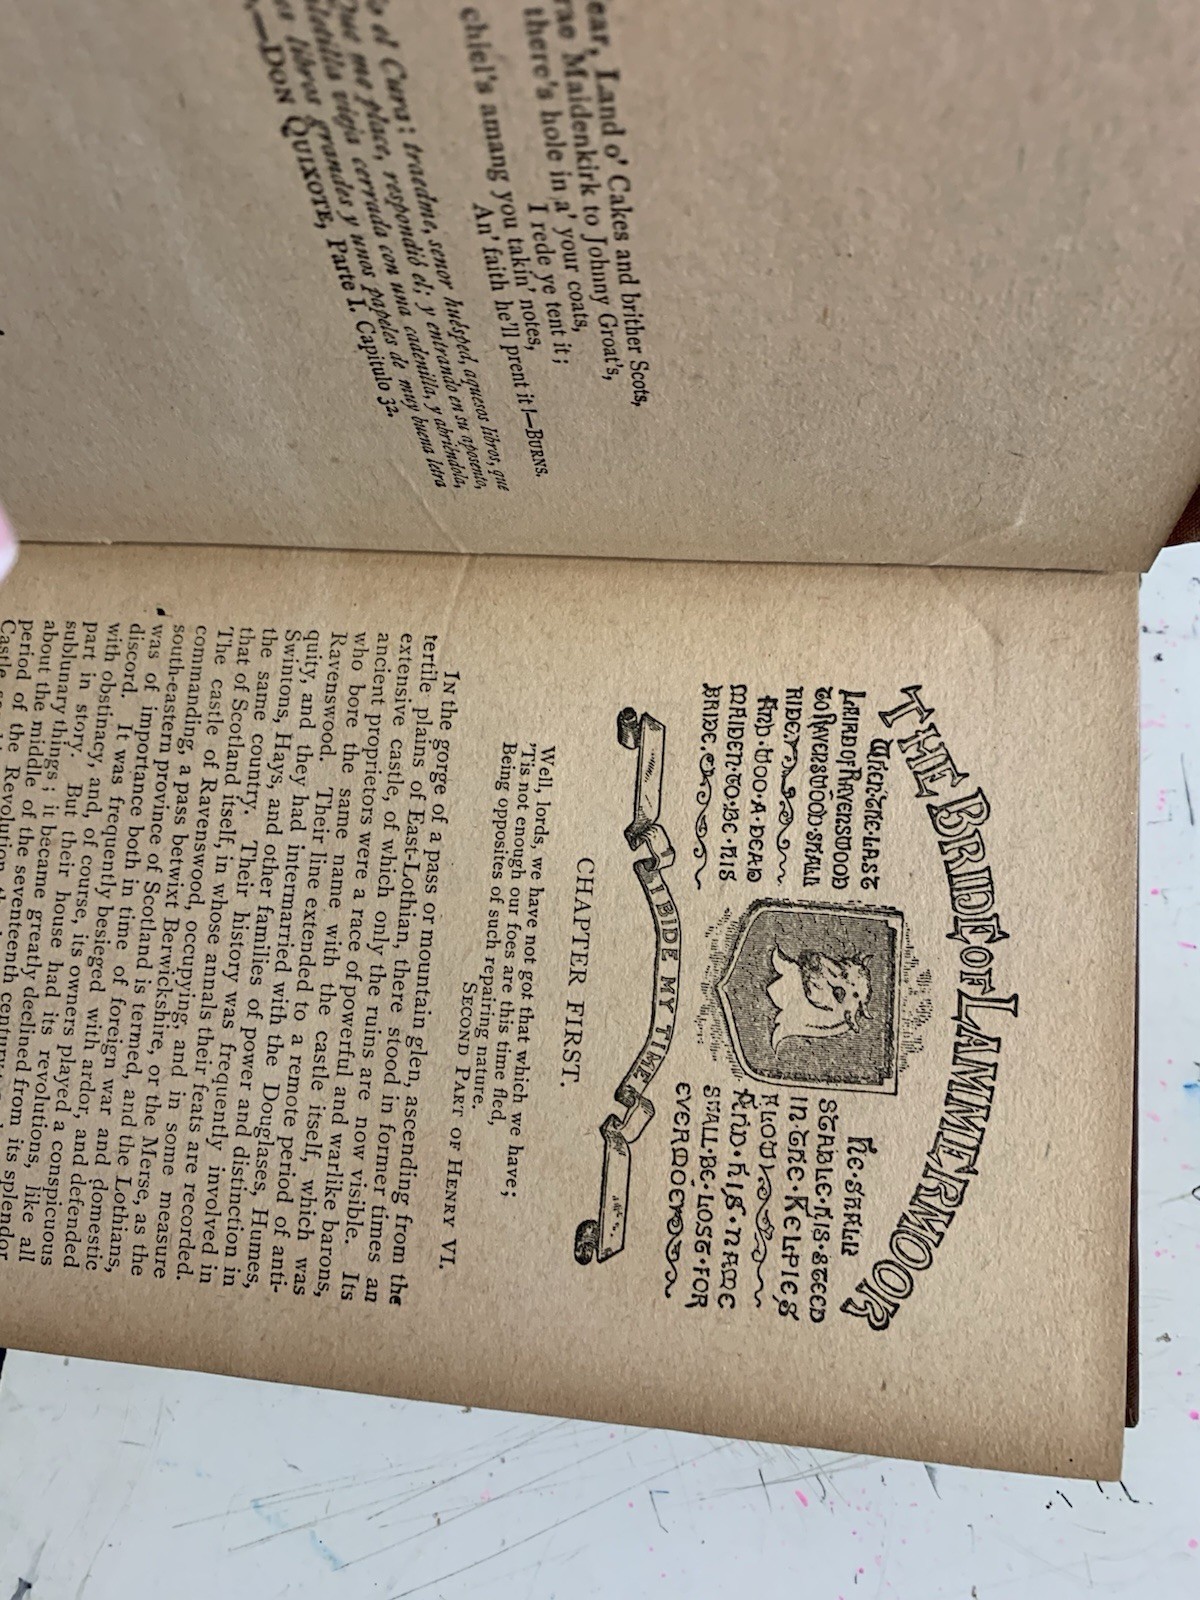 ear, Land o' Cakes and brither Scots,
rae Maidenkirk to Johnny Groat's,
there's hole in a' your coats,
I rede ye tent it;
chiel's amang you takin' notes,
An' faith he'll prent it!—BURNS.
el Cura: traedme, senor huésped, aquesos libros, que
me place, respondió el; y entrando en su aposento,
vieja cerrada con una cadenilla, y abriéndola,
libros grandes y unos papeles de muy buena letra
—DON QUIXOTE, Parte I. Capitulo 32.
THE BRIDE OF LAMMERMOOR
When the last
Laird of Ravenswood
to Ravenswood shall
ride
And woo a dead
maiden to be his
bride
He shall
stable his steed
in the Kelpie's
flow
And his name
shall be lost for
evermoe
I BIDE MY TIME
CHAPTER FIRST.
Well, lords, we have not got that which we have;
'Tis not enough our foes are this time fled,
Being opposites of such repairing nature.
SECOND PART OF HENRY VI.
IN the gorge of a pass or mountain glen, ascending from the
tertile plains of East-Lothian, there stood in former times an
extensive castle, of which only the ruins are now visible. Its
ancient proprietors were a race of powerful and warlike barons,
who bore the same name with the castle itself, which was
Ravenswood. Their line extended to a remote period of anti-
quity, and they had intermarried with the Douglases, Humes,
Swintons, Hays, and other families of power and distinction in
the same country. Their history was frequently involved in
that of Scotland itself, in whose annals their feats are recorded.
The castle of Ravenswood, occupying, and in some measure
commanding, a pass betwixt Berwickshire, or the Merse, as the
south-eastern province of Scotland is termed, and the Lothians,
was of importance both in time of foreign war and domestic
discord. It was frequently besieged with ardor, and defended
with obstinacy, and, of course, its owners played a conspicuous
part in story. But their house had its revolutions, like all
sublunary things; it became greatly declined from its splendor
about the middle of the seventeenth century
period of the Revolution
Castle